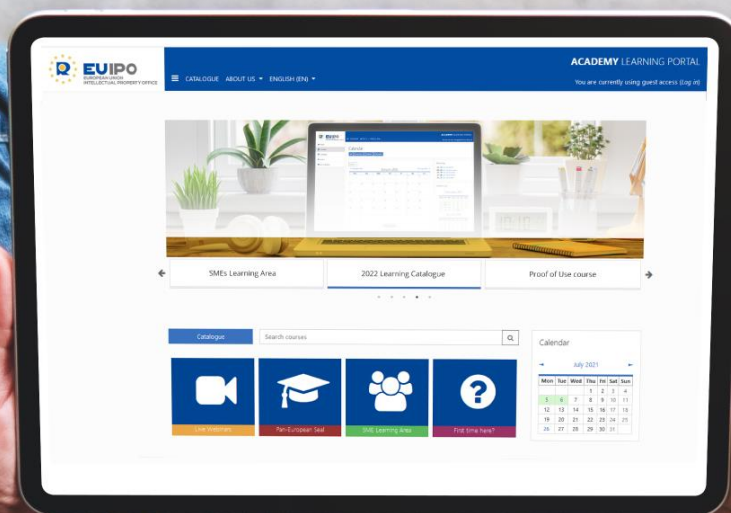 EUIPO
EUROPEAN UNION
INTELLECTUAL PROPERTY OFFICE
CATALOGUE ABOUT US ENGLISH (EN)
ACADEMY LEARNING PORTAL
You are currently using guest access (Log in)
SMEs Learning Area
2022 Learning Catalogue
Proof of Use course
Catalogue
Search courses
Live Webinars
Pan-European Seal
SME Learning Area
First time here?
Calendar
July 2021
Mon Tue Wed Thu Fri Sat Sun
1 2 3 4
5 6 7 8 9 10 11
12 13 14 15 16 17 18
19 20 21 22 23 24 25
26 27 28 29 30 31